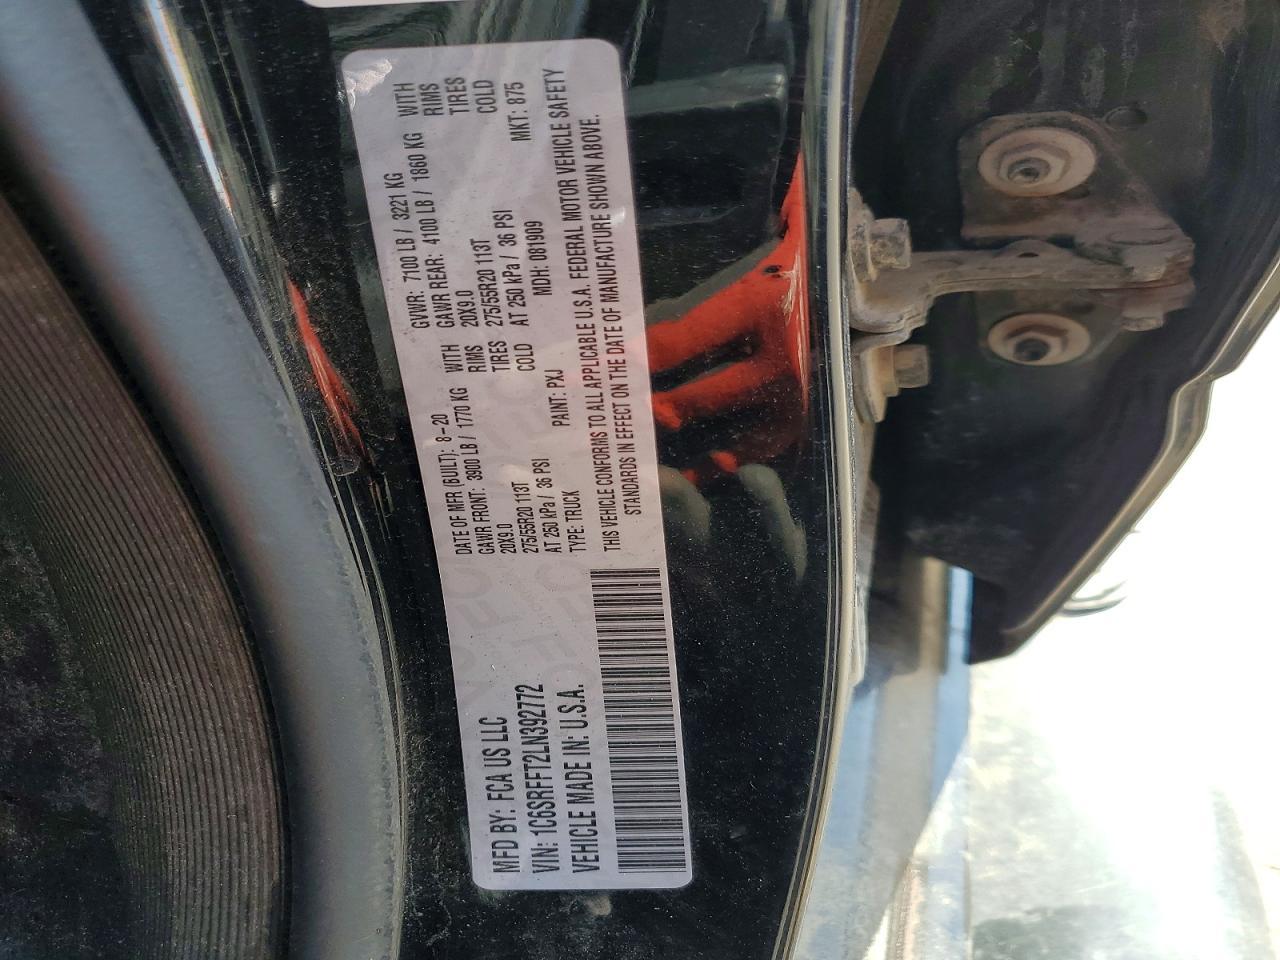 MFD BY: FCA US LLC
VIN: 1C6SRFFT2LN392772
VEHICLE MADE IN: U.S.A.
DATE OF MFR (BUILT): 8-20 GVWR: 7100 LB / 3221 KG
GAWR FRONT: 3900 LB / 1770 KG WITH GAWR REAR: 4100 LB / 1860 KG WITH
20X9.0 RIMS 20X9.0 RIMS
275/55R20 113T TIRES 275/55R20 113T TIRES
AT 250 kPa / 36 PSI COLD AT 250 kPa / 36 PSI COLD
TYPE: TRUCK PAINT: PXJ MDH: 081909 MKT: 875
THIS VEHICLE CONFORMS TO ALL APPLICABLE U.S.A. FEDERAL MOTOR VEHICLE SAFETY
STANDARDS IN EFFECT ON THE DATE OF MANUFACTURE SHOWN ABOVE.